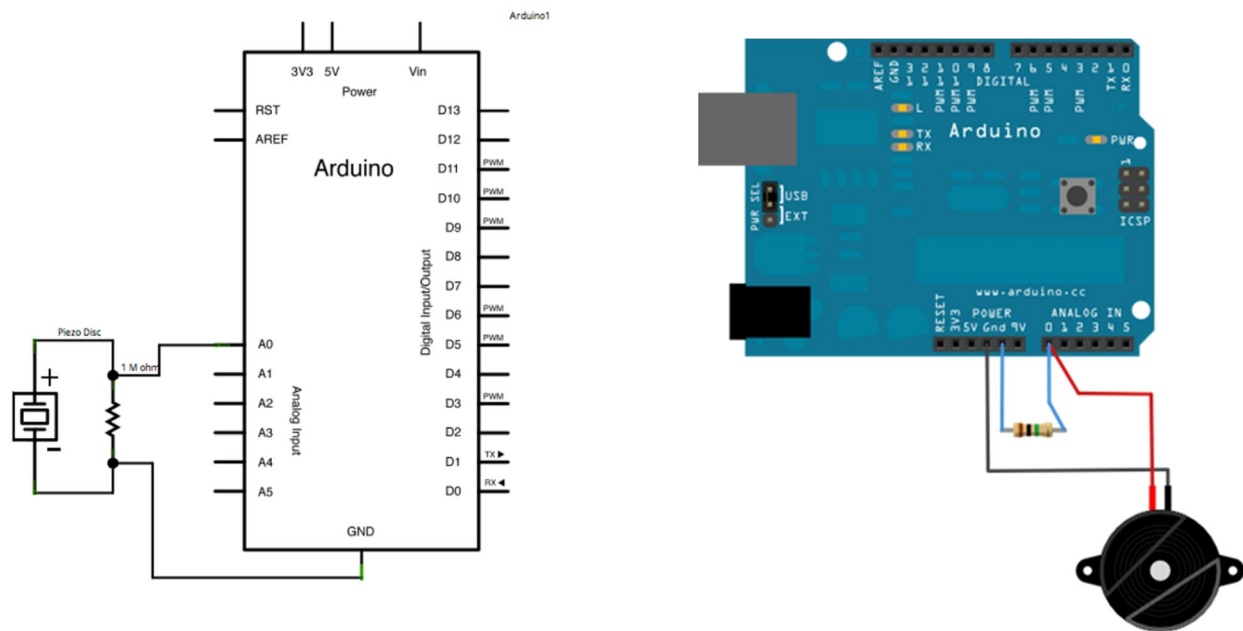 Arduino1
3V3 5V Vin
Power
RST
AREF
Arduino
D13
D12
D11 PWM
D10 PWM
D9 PWM
D8
D7
D6 PWM
D5 PWM
D4
D3 PWM
D2
D1 TX ▶
D0 RX ◀
Digital Input/Output
A0
A1
A2
A3
A4
A5
Analog Input
GND
Piezo Disc
1 M ohm
+
-
AREF
GND
13
12
11 PWM
10 PWM
9 PWM
8
DIGITAL
7
6 PWM
5 PWM
4
3 PWM
2
TX 1
RX 0
L
TX
RX
Arduino
PWR
1
ICSP
PWR SEL
USB
EXT
www.arduino.cc
POWER
ANALOG IN
RESET
3V3
5V Gnd 9V
0 1 2 3 4 5